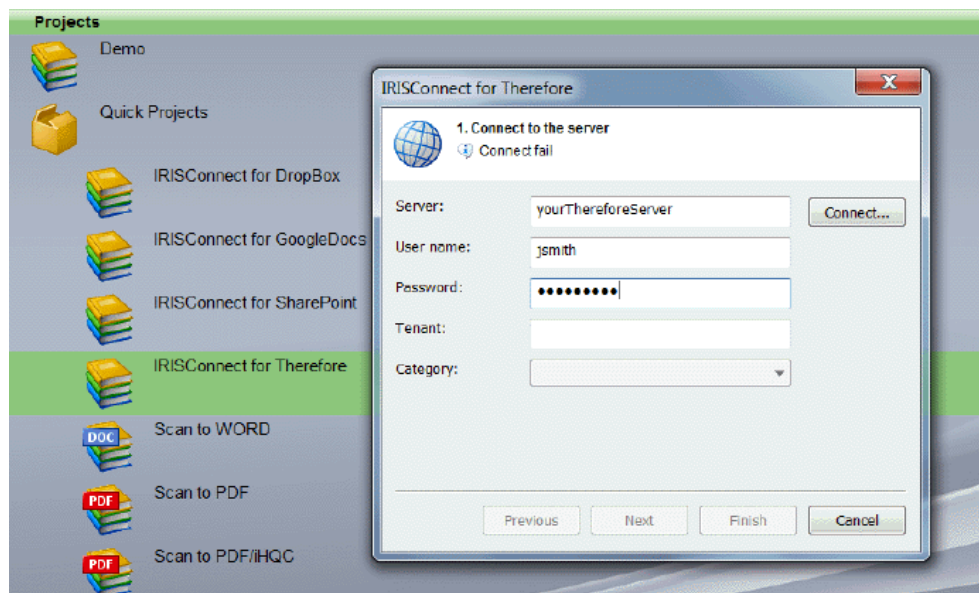 Projects
Demo
Quick Projects
IRISConnect for DropBox
IRISConnect for GoogleDocs
IRISConnect for SharePoint
IRISConnect for Therefore
DOC
Scan to WORD
PDF
Scan to PDF
PDF
Scan to PDF/iHQC
IRISConnect for Therefore
X
1. Connect to the server
Connect fail
Server:
yourThereforeServer
Connect...
User name:
jsmith
Password:
●●●●●●●●●
Tenant:
Category:
Previous
Next
Finish
Cancel